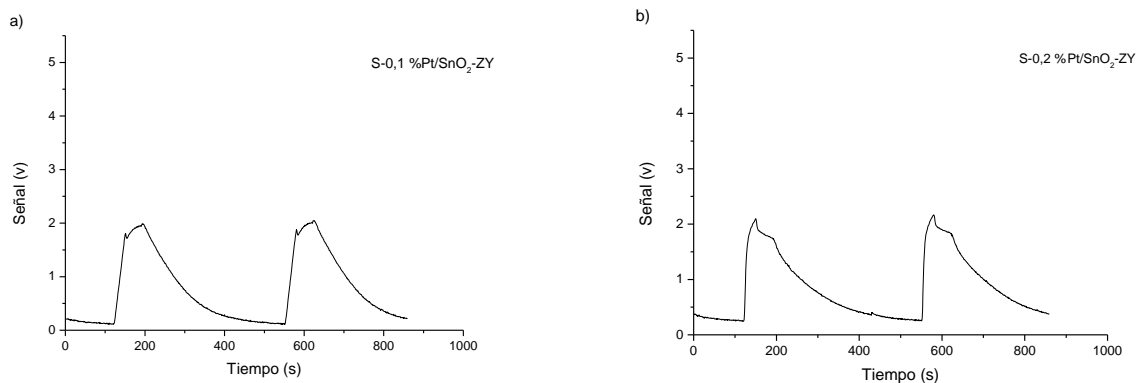 a)
S-0,1 %Pt/SnO₂-ZY
Señal (v)
5
4
3
2
1
0
0 200 400 600 800 1000
Tiempo (s)
b)
S-0,2 %Pt/SnO₂-ZY
Señal (v)
5
4
3
2
1
0
0 200 400 600 800 1000
Tiempo (s)